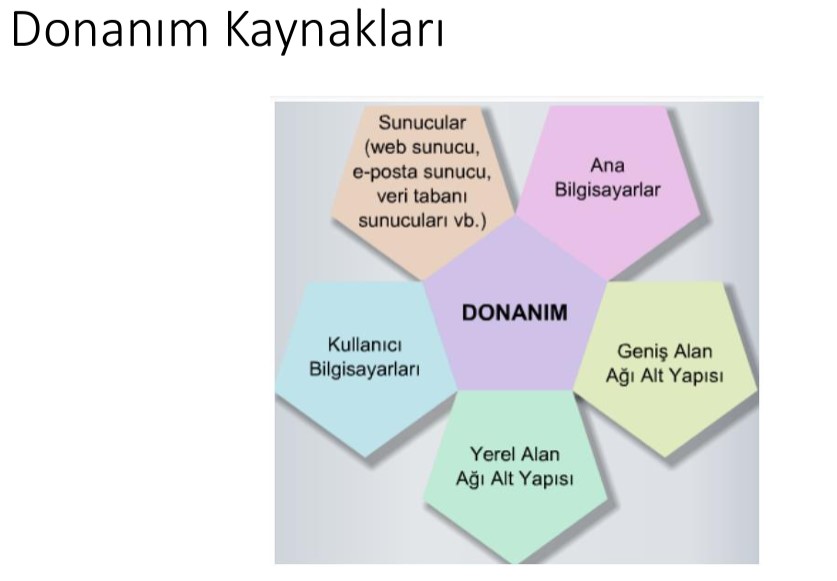 Donanım Kaynakları
Sunucular
(web sunucu,
e-posta sunucu,
veri tabanı
sunucuları vb.)
Ana
Bilgisayarlar
DONANIM
Kullanıcı
Bilgisayarları
Geniş Alan
Ağı Alt Yapısı
Yerel Alan
Ağı Alt Yapısı